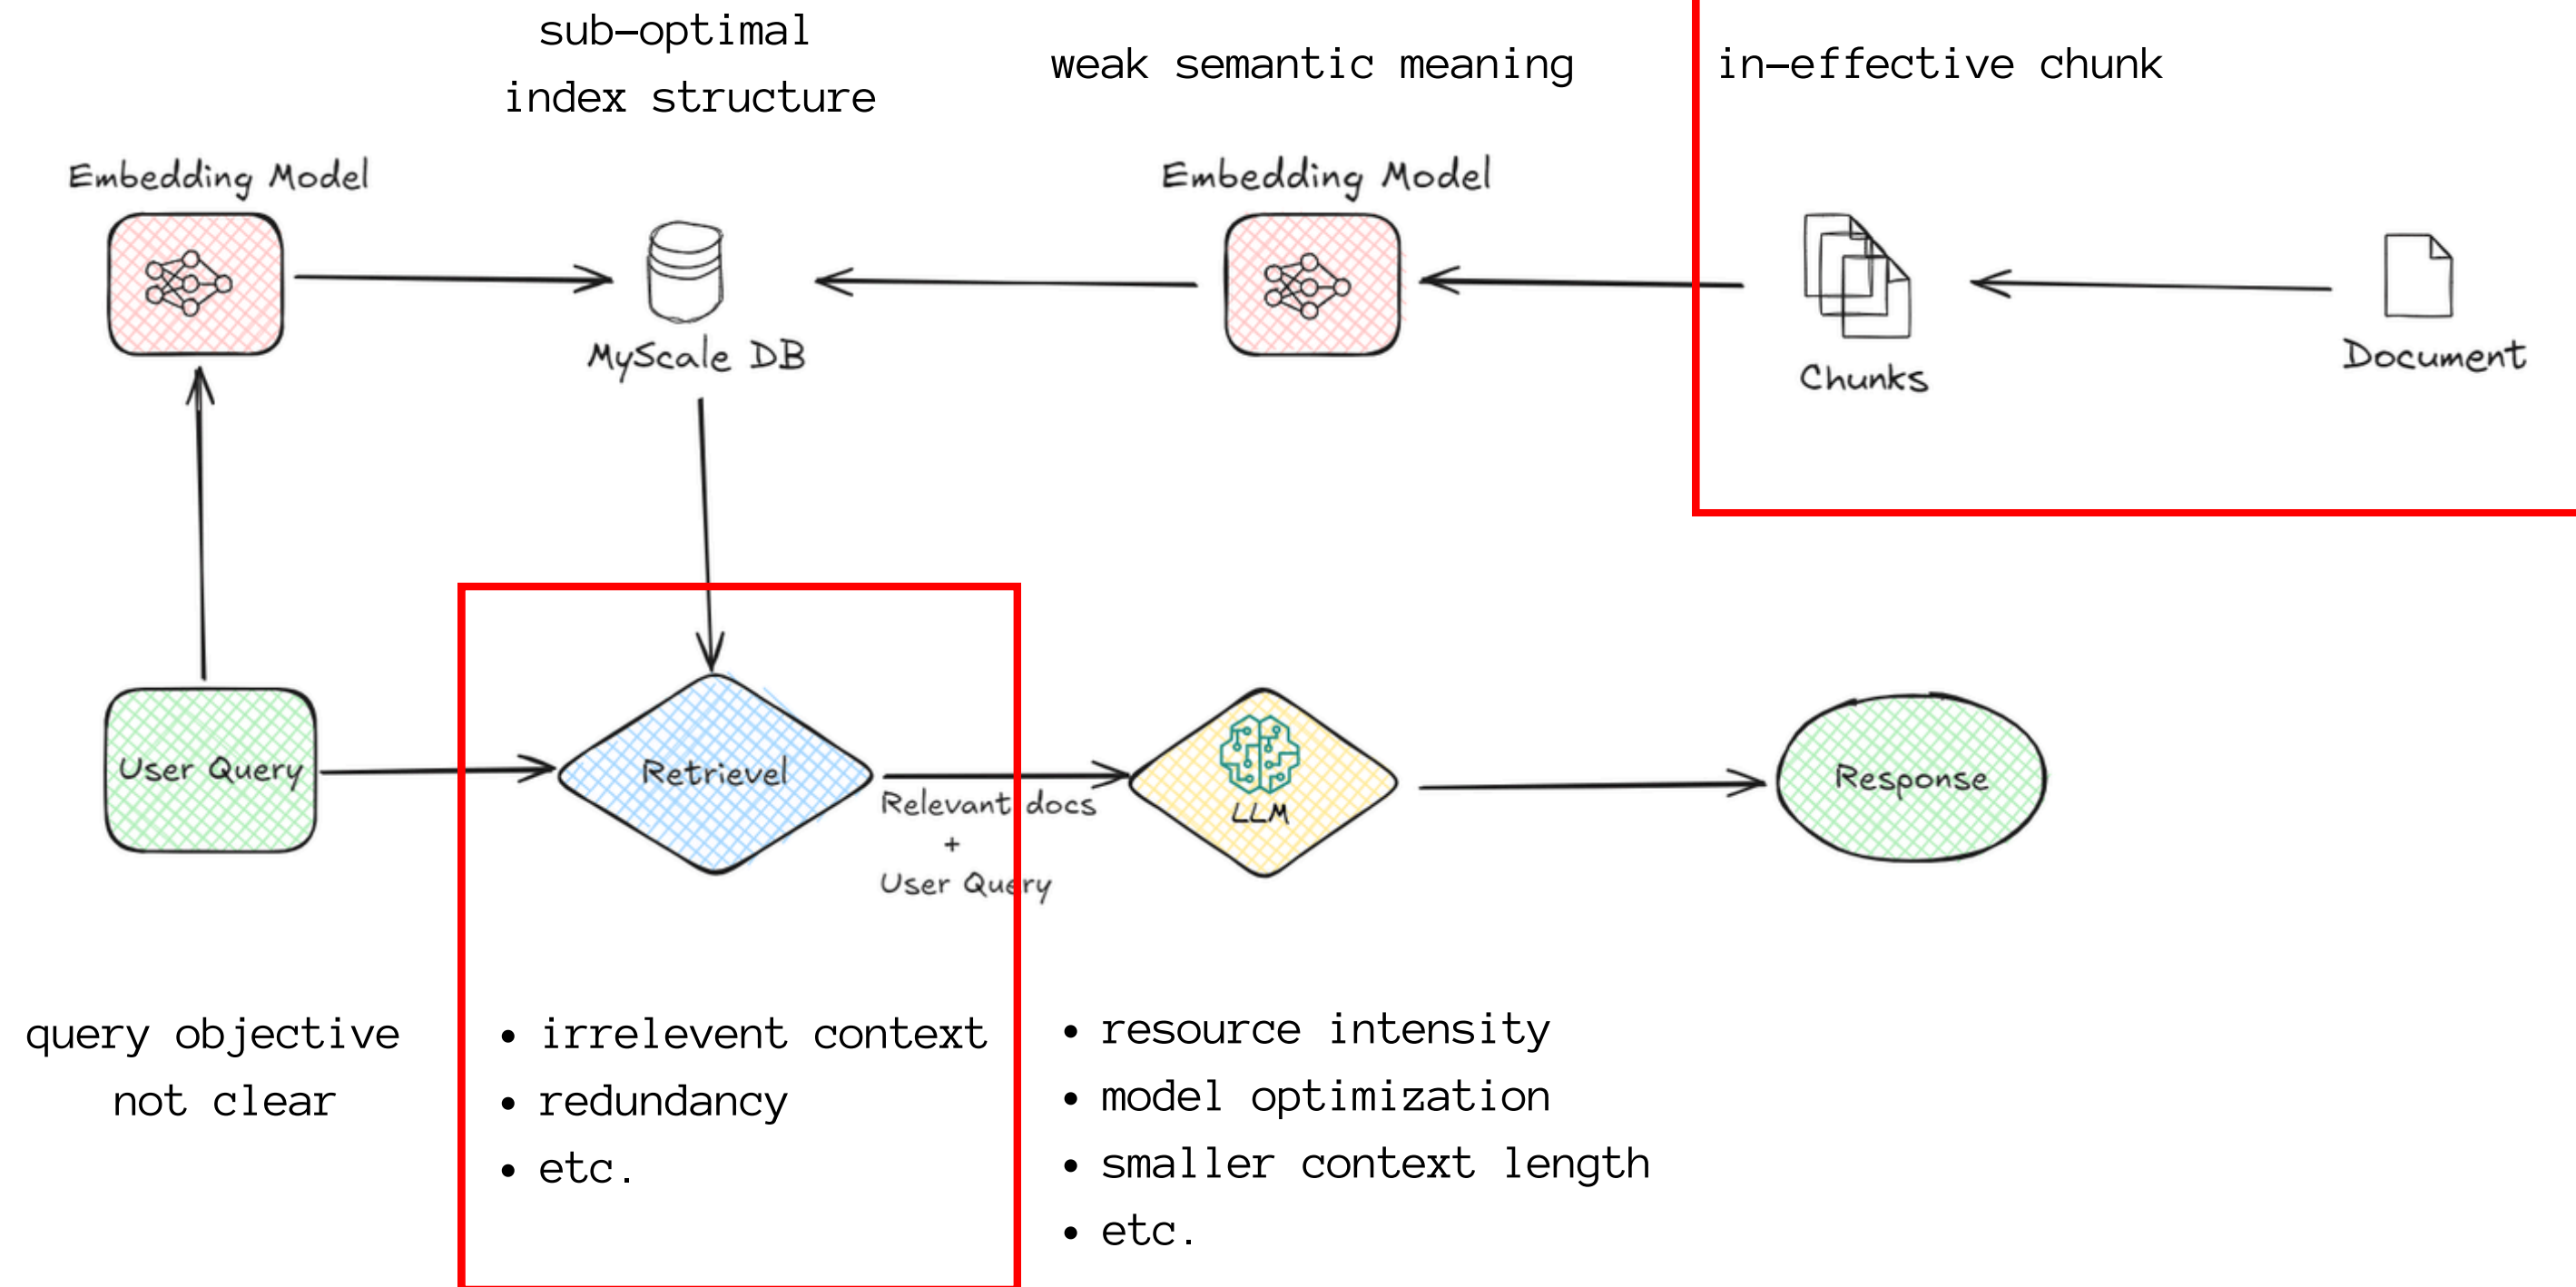 sub-optimal
index structure
weak semantic meaning
in-effective chunk
Embedding Model
Embedding Model
MyScale DB
Chunks
Document
User Query
Retrievel
Relevant docs
+
User Query
LLM
Response
query objective
not clear
• irrelevent context
• redundancy
• etc.
• resource intensity
• model optimization
• smaller context length
• etc.